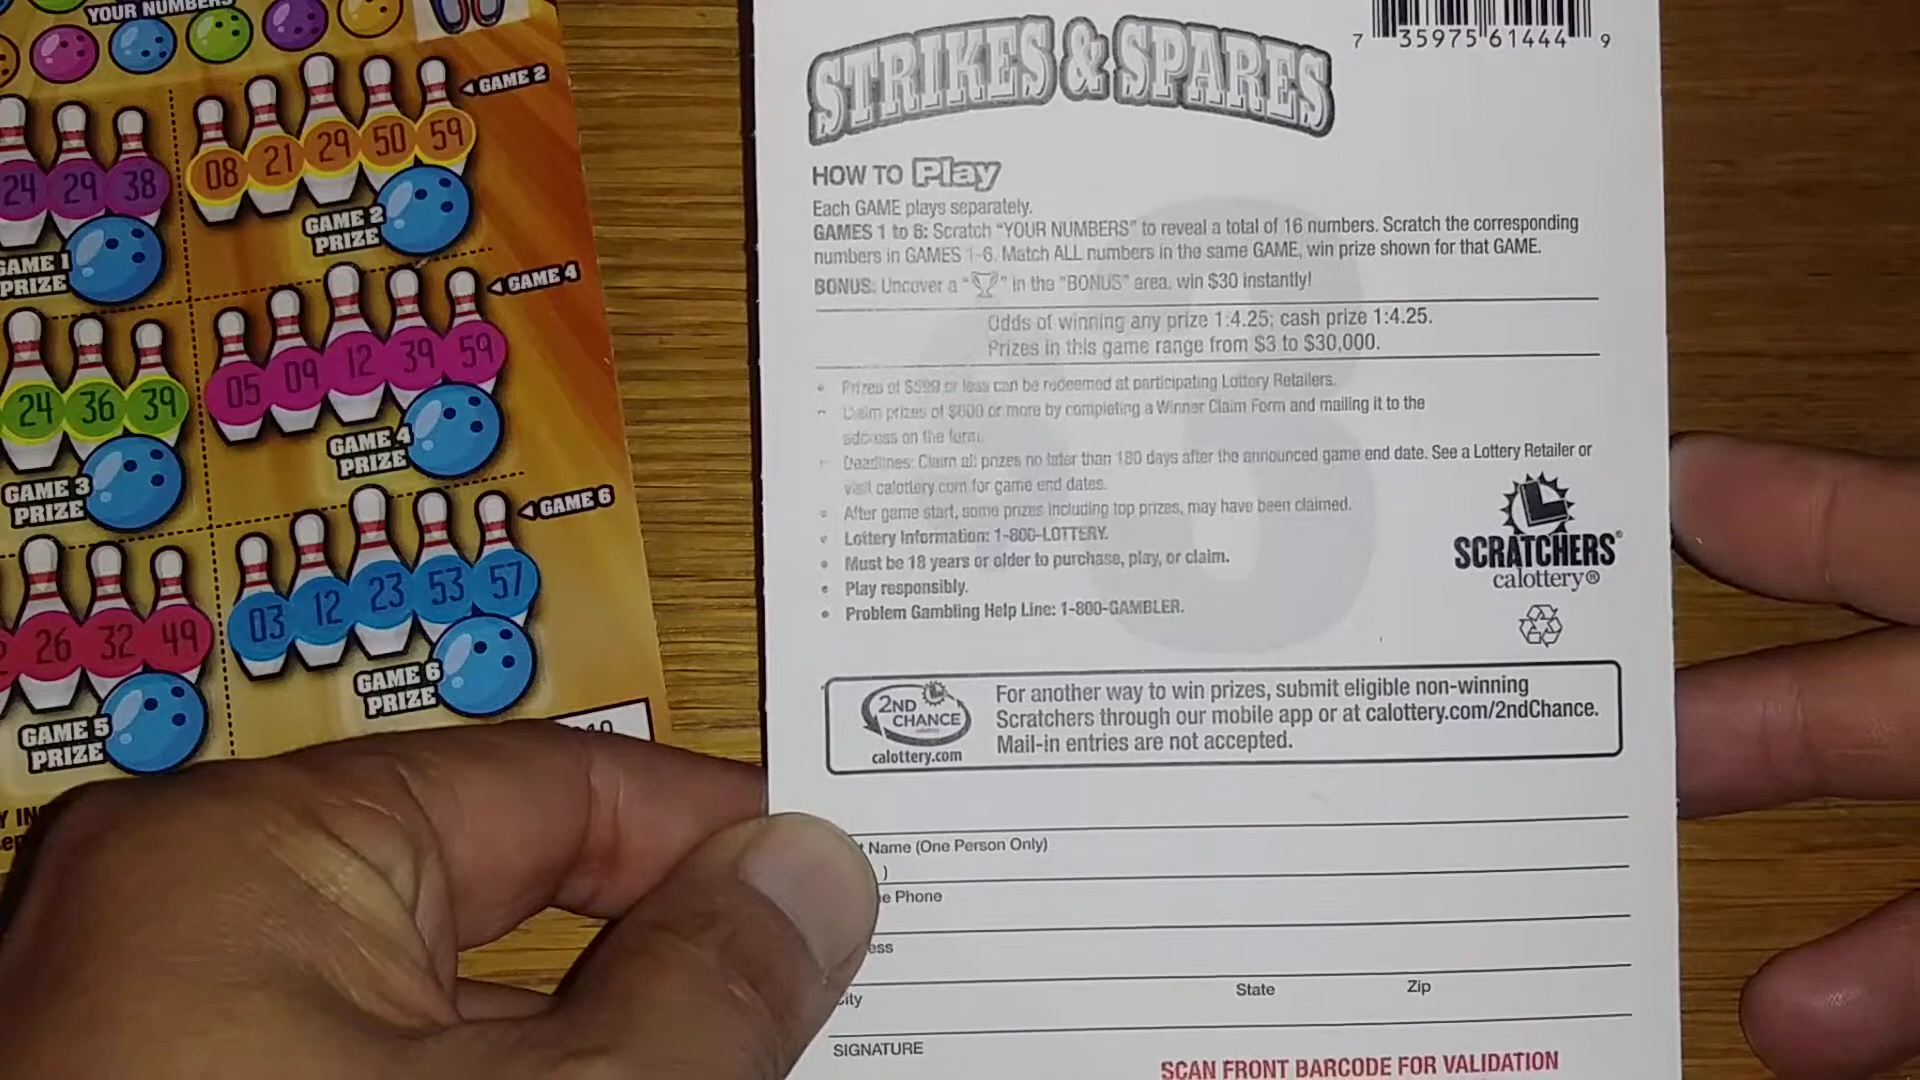 YOUR NUMBERS
GAME 2
08 21 29 50 59
24 29 38
GAME 2
PRIZE
GAME 1
PRIZE
GAME 4
05 09 12 39 59
24 36 39
GAME 4
PRIZE
GAME 3
PRIZE
GAME 6
03 12 23 53 57
26 32 49
GAME 6
PRIZE
GAME 5
PRIZE
7 35975 61444 9
STRIKES & SPARES
HOW TO Play
Each GAME plays separately.
GAMES 1 to 6: Scratch “YOUR NUMBERS” to reveal a total of 16 numbers. Scratch the corresponding
numbers in GAMES 1-6. Match ALL numbers in the same GAME, win prize shown for that GAME.
BONUS: Uncover a “ ” in the “BONUS” area, win $30 instantly!
Odds of winning any prize 1:4.25; cash prize 1:4.25.
Prizes in this game range from $3 to $30,000.
• Prizes of $599 or less can be redeemed at participating Lottery Retailers.
• Claim prizes of $600 or more by completing a Winner Claim Form and mailing it to the
address on the form.
• Deadlines: Claim all prizes no later than 180 days after the announced game end date. See a Lottery Retailer or
visit calottery.com for game end dates.
• After game start, some prizes including top prizes, may have been claimed.
• Lottery Information: 1-800-LOTTERY.
• Must be 18 years or older to purchase, play, or claim.
• Play responsibly.
• Problem Gambling Help Line: 1-800-GAMBLER.
SCRATCHERS®
calottery®
2ND
CHANCE
calottery.com
For another way to win prizes, submit eligible non-winning
Scratchers through our mobile app or at calottery.com/2ndChance.
Mail-in entries are not accepted.
Name (One Person Only)
)
Phone
City State Zip
SIGNATURE
SCAN FRONT BARCODE FOR VALIDATION